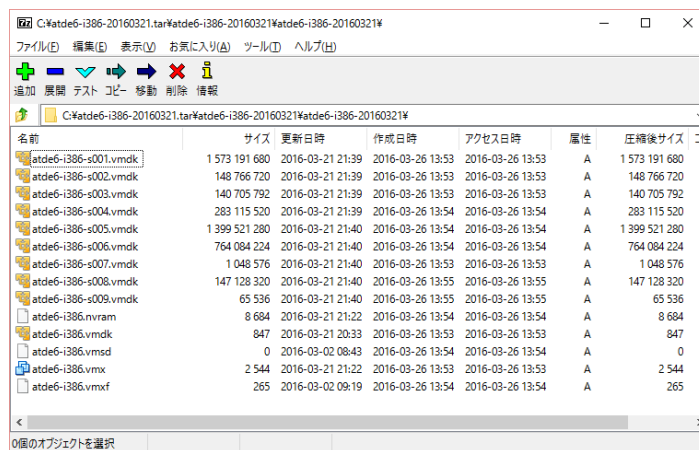 7z C:¥atde6-i386-20160321.tar¥atde6-i386-20160321¥atde6-i386-20160321¥
ファイル(F) 編集(E) 表示(V) お気に入り(A) ツール(T) ヘルプ(H)
追加 展開 テスト コピー 移動 削除 情報
C:¥atde6-i386-20160321.tar¥atde6-i386-20160321¥atde6-i386-20160321¥
名前 サイズ 更新日時 作成日時 アクセス日時 属性 圧縮後サイズ
atde6-i386-s001.vmdk 1 573 191 680 2016-03-21 21:39 2016-03-26 13:53 2016-03-26 13:53 A 1 573 191 680
atde6-i386-s002.vmdk 148 766 720 2016-03-21 21:39 2016-03-26 13:53 2016-03-26 13:53 A 148 766 720
atde6-i386-s003.vmdk 140 705 792 2016-03-21 21:39 2016-03-26 13:53 2016-03-26 13:53 A 140 705 792
atde6-i386-s004.vmdk 283 115 520 2016-03-21 21:39 2016-03-26 13:54 2016-03-26 13:54 A 283 115 520
atde6-i386-s005.vmdk 1 399 521 280 2016-03-21 21:40 2016-03-26 13:54 2016-03-26 13:54 A 1 399 521 280
atde6-i386-s006.vmdk 764 084 224 2016-03-21 21:40 2016-03-26 13:54 2016-03-26 13:54 A 764 084 224
atde6-i386-s007.vmdk 1 048 576 2016-03-21 21:40 2016-03-26 13:53 2016-03-26 13:53 A 1 048 576
atde6-i386-s008.vmdk 147 128 320 2016-03-21 21:40 2016-03-26 13:55 2016-03-26 13:55 A 147 128 320
atde6-i386-s009.vmdk 65 536 2016-03-21 21:40 2016-03-26 13:55 2016-03-26 13:55 A 65 536
atde6-i386.nvram 8 684 2016-03-21 21:22 2016-03-26 13:54 2016-03-26 13:54 A 8 684
atde6-i386.vmdk 847 2016-03-21 20:33 2016-03-26 13:53 2016-03-26 13:53 A 847
atde6-i386.vmsd 0 2016-03-02 08:43 2016-03-26 13:54 2016-03-26 13:54 A 0
atde6-i386.vmx 2 544 2016-03-21 21:22 2016-03-26 13:53 2016-03-26 13:53 A 2 544
atde6-i386.vmxf 265 2016-03-02 09:19 2016-03-26 13:54 2016-03-26 13:54 A 265
0個のオブジェクトを選択